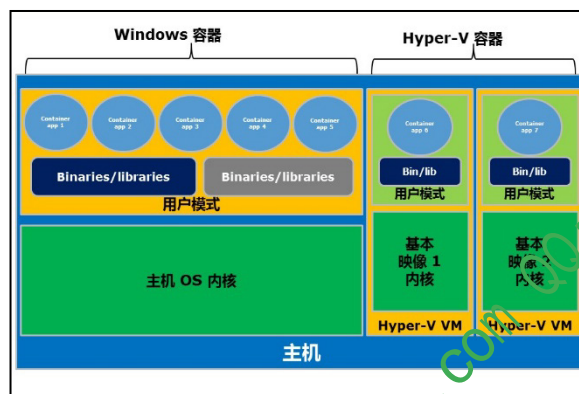 Windows 容器
Hyper-V 容器
Container
app 1
Container
app 2
Container
app 3
Container
app 4
Container
app 5
Container
app 6
Container
app 7
Binaries/libraries
Binaries/libraries
Bin/lib
Bin/lib
用户模式
用户模式
用户模式
主机 OS 内核
基本
映像 1
内核
基本
映像
内核
Hyper-V VM
Hyper-V VM
主机
com QQ